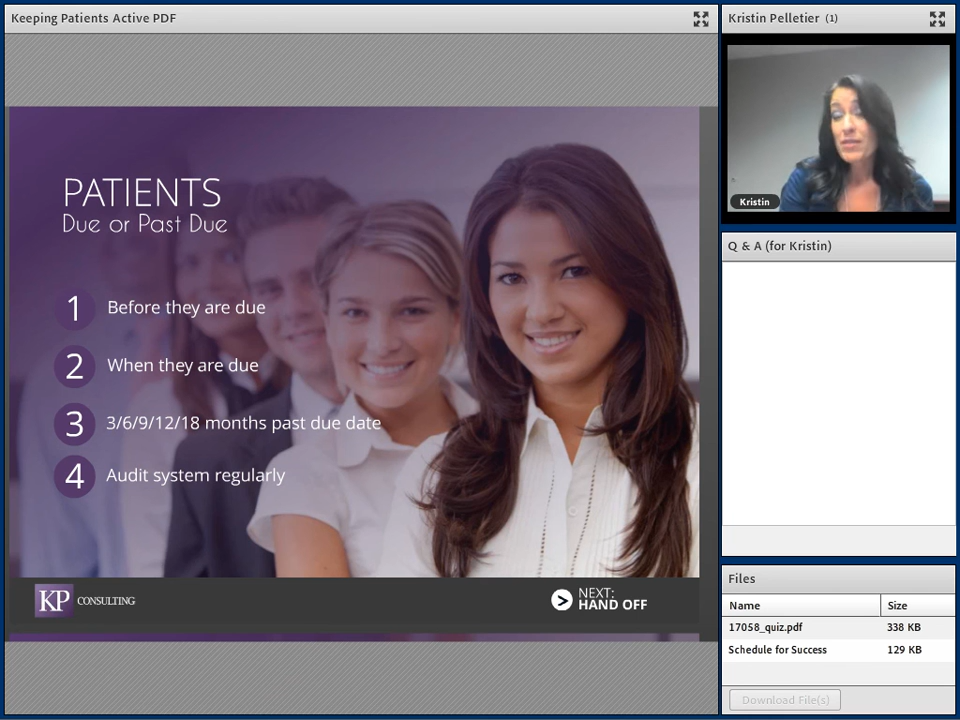 Keeping Patients Active PDF
PATIENTS
Due or Past Due
1 Before they are due
2 When they are due
3 3/6/9/12/18 months past due date
4 Audit system regularly
KP CONSULTING
NEXT:
HAND OFF
Kristin Pelletier (1)
Kristin
Q & A (for Kristin)
Files
Name Size
17058_quiz.pdf 338 KB
Schedule for Success 129 KB
Download File(s)